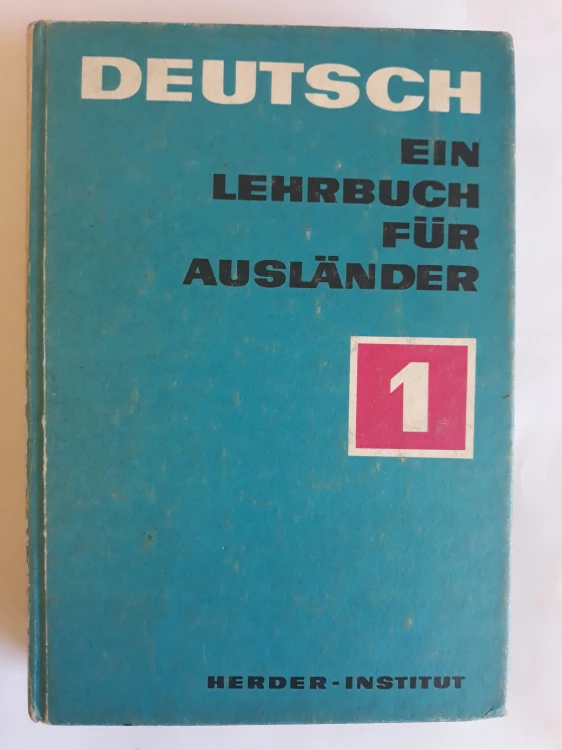 DEUTSCH
EIN
LEHRBUCH
FÜR
AUSLÄNDER
1
HERDER-INSTITUT